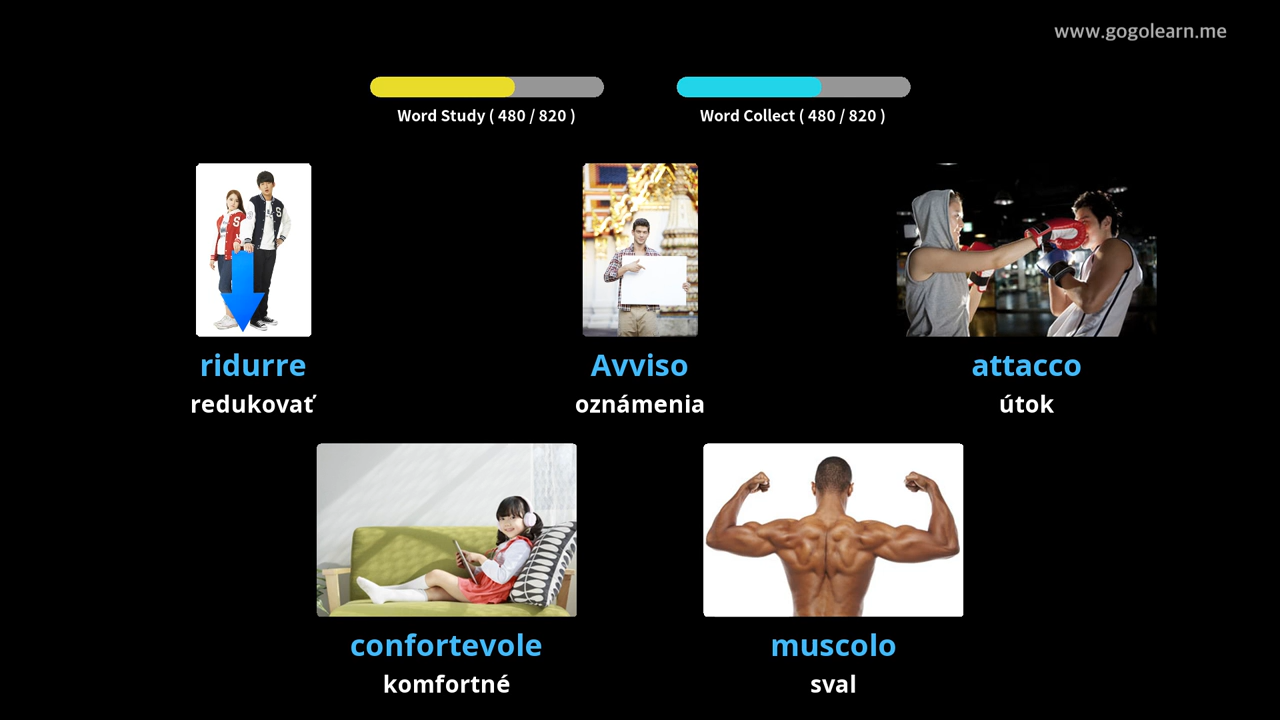 www.gogolearn.me
Word Study ( 480 / 820 )
Word Collect ( 480 / 820 )
ridurre
redukovať
Avviso
oznámenia
attacco
útok
confortevole
komfortné
muscolo
sval